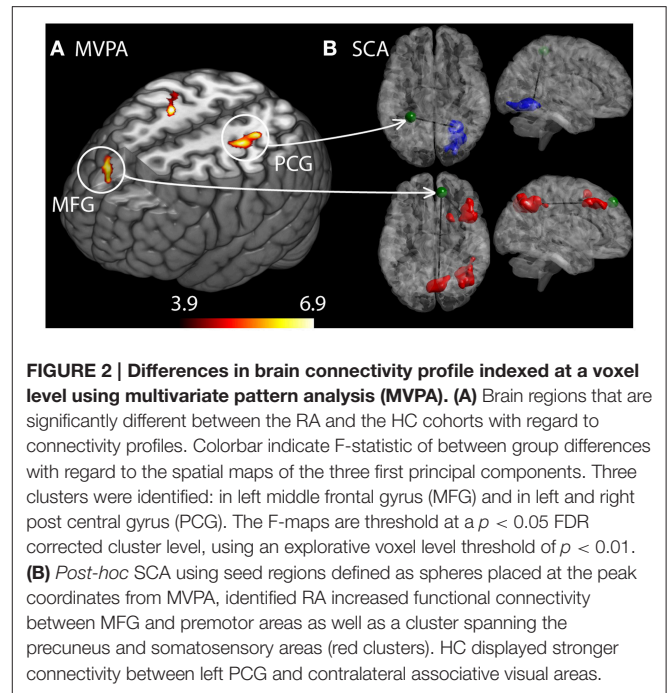 A MVPA
B SCA
PCG
MFG
3.9 6.9
FIGURE 2 | Differences in brain connectivity profile indexed at a voxel
level using multivariate pattern analysis (MVPA). (A) Brain regions that are
significantly different between the RA and the HC cohorts with regard to
connectivity profiles. Colorbar indicate F-statistic of between group differences
with regard to the spatial maps of the three first principal components. Three
clusters were identified: in left middle frontal gyrus (MFG) and in left and right
post central gyrus (PCG). The F-maps are threshold at a p < 0.05 FDR
corrected cluster level, using an explorative voxel level threshold of p < 0.01.
(B) Post-hoc SCA using seed regions defined as spheres placed at the peak
coordinates from MVPA, identified RA increased functional connectivity
between MFG and premotor areas as well as a cluster spanning the
precuneus and somatosensory areas (red clusters). HC displayed stronger
connectivity between left PCG and contralateral associative visual areas.